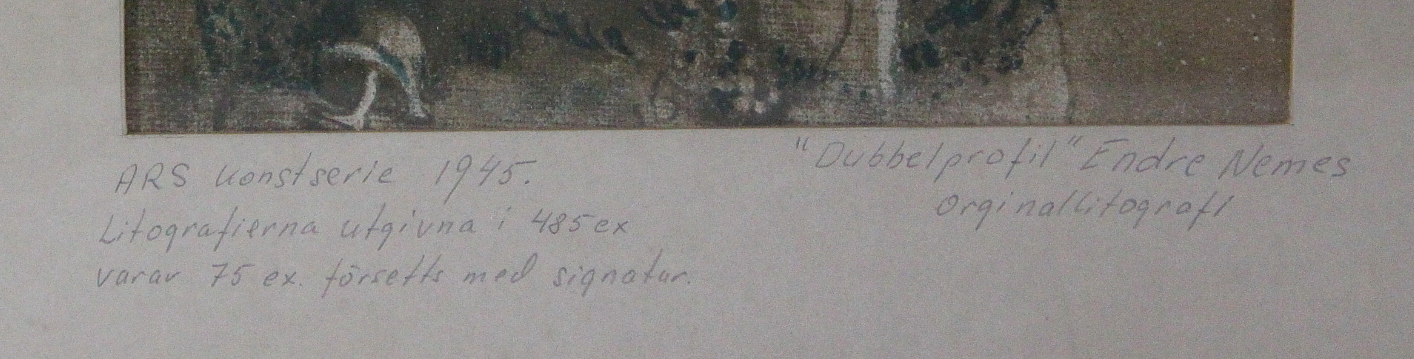 ARS konstserie 1945.
Litografierna utgivna i 485 ex
varav 75 ex. försetts med signatur.
"Dubbelprofil" Endre Nemes
Orginallitografi